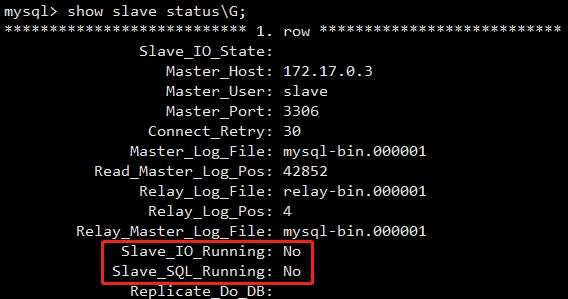 mysql> show slave status\G;
*************************** 1. row ***************************
Slave_IO_State:
Master_Host: 172.17.0.3
Master_User: slave
Master_Port: 3306
Connect_Retry: 30
Master_Log_File: mysql-bin.000001
Read_Master_Log_Pos: 42852
Relay_Log_File: relay-bin.000001
Relay_Log_Pos: 4
Relay_Master_Log_File: mysql-bin.000001
Slave_IO_Running: No
Slave_SQL_Running: No
Replicate_Do_DB: